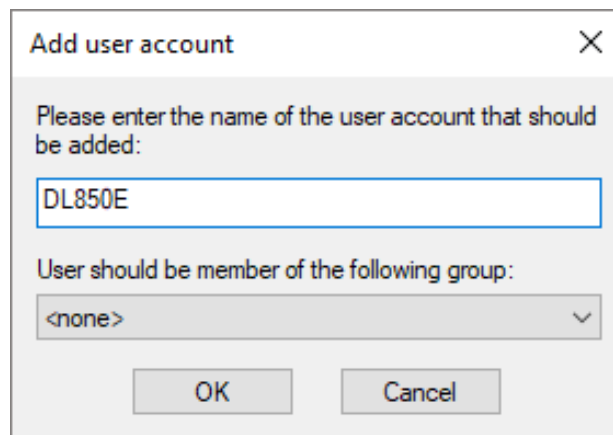 Add user account
Please enter the name of the user account that should
be added:
DL850E
User should be member of the following group:
<none>
OK
Cancel